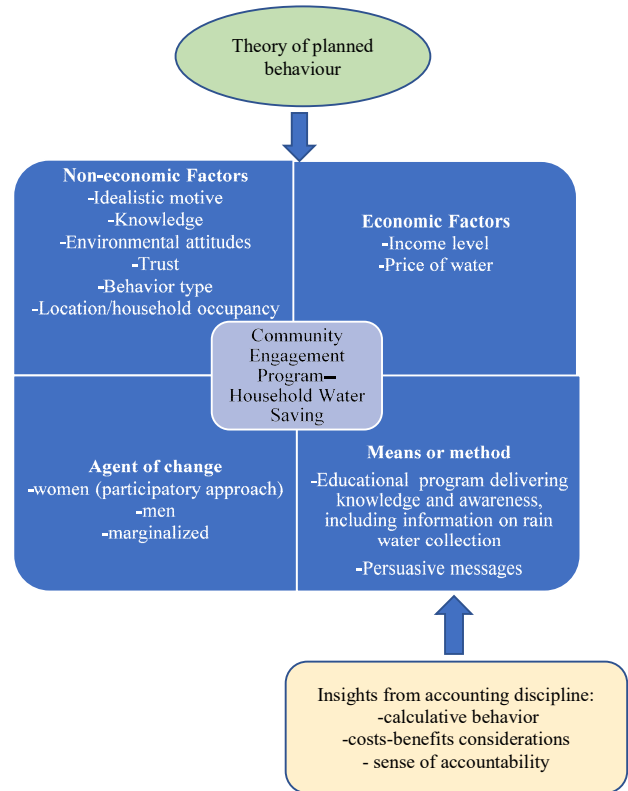 Theory of planned
behaviour
Non-economic Factors
-Idealistic motive
-Knowledge
-Environmental attitudes
-Trust
-Behavior type
-Location/household occupancy
Economic Factors
-Income level
-Price of water
Community
Engagement
Program–
Household Water
Saving
Agent of change
-women (participatory approach)
-men
-marginalized
Means or method
-Educational program delivering
knowledge and awareness,
including information on rain
water collection
-Persuasive messages
Insights from accounting discipline:
-calculative behavior
-costs-benefits considerations
- sense of accountability